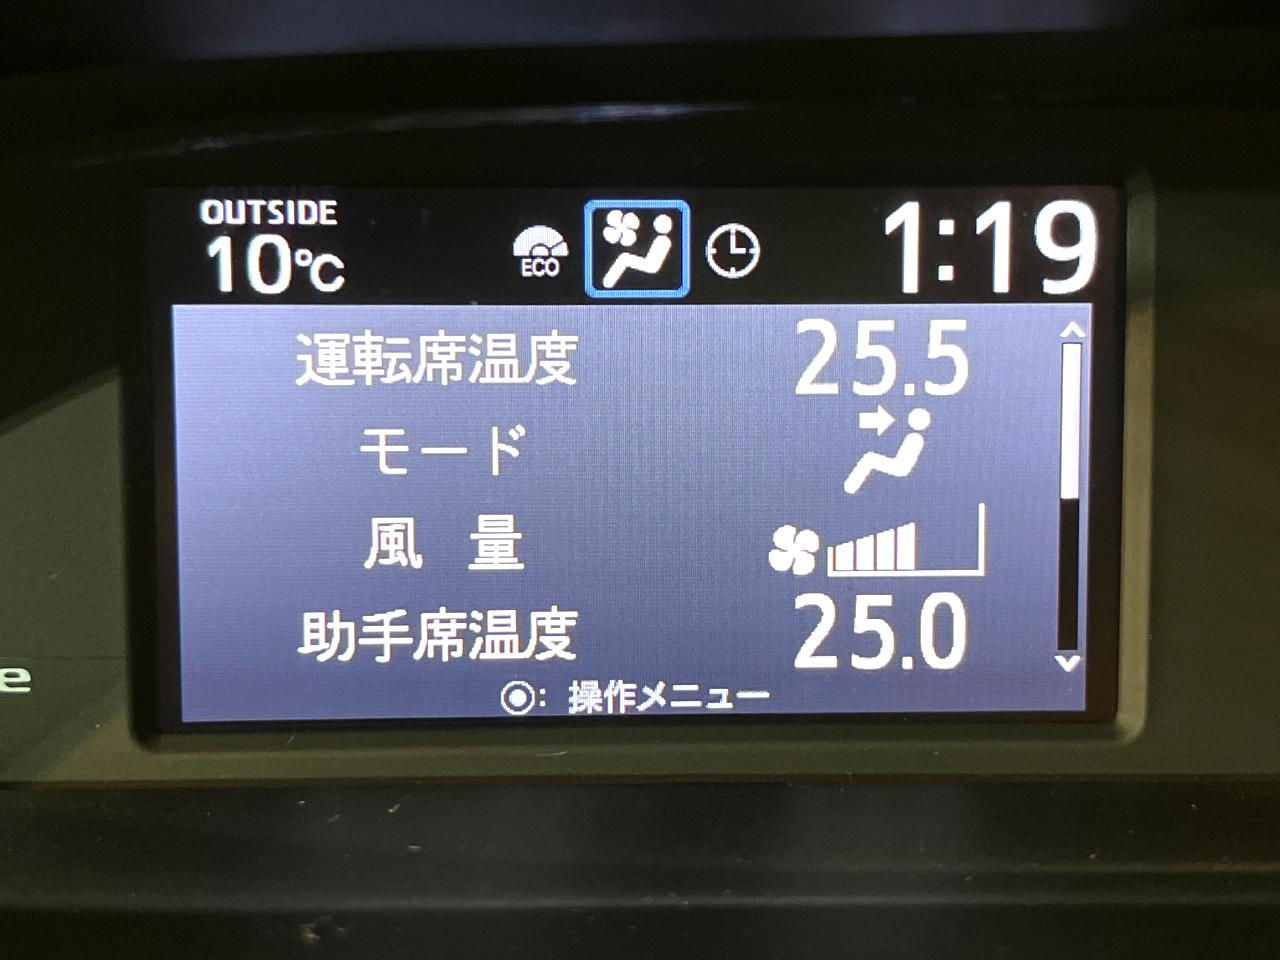 OUTSIDE
10℃
ECO
1:19
運転席温度 25.5
モード
風 量
助手席温度 25.0
: 操作メニュー
e